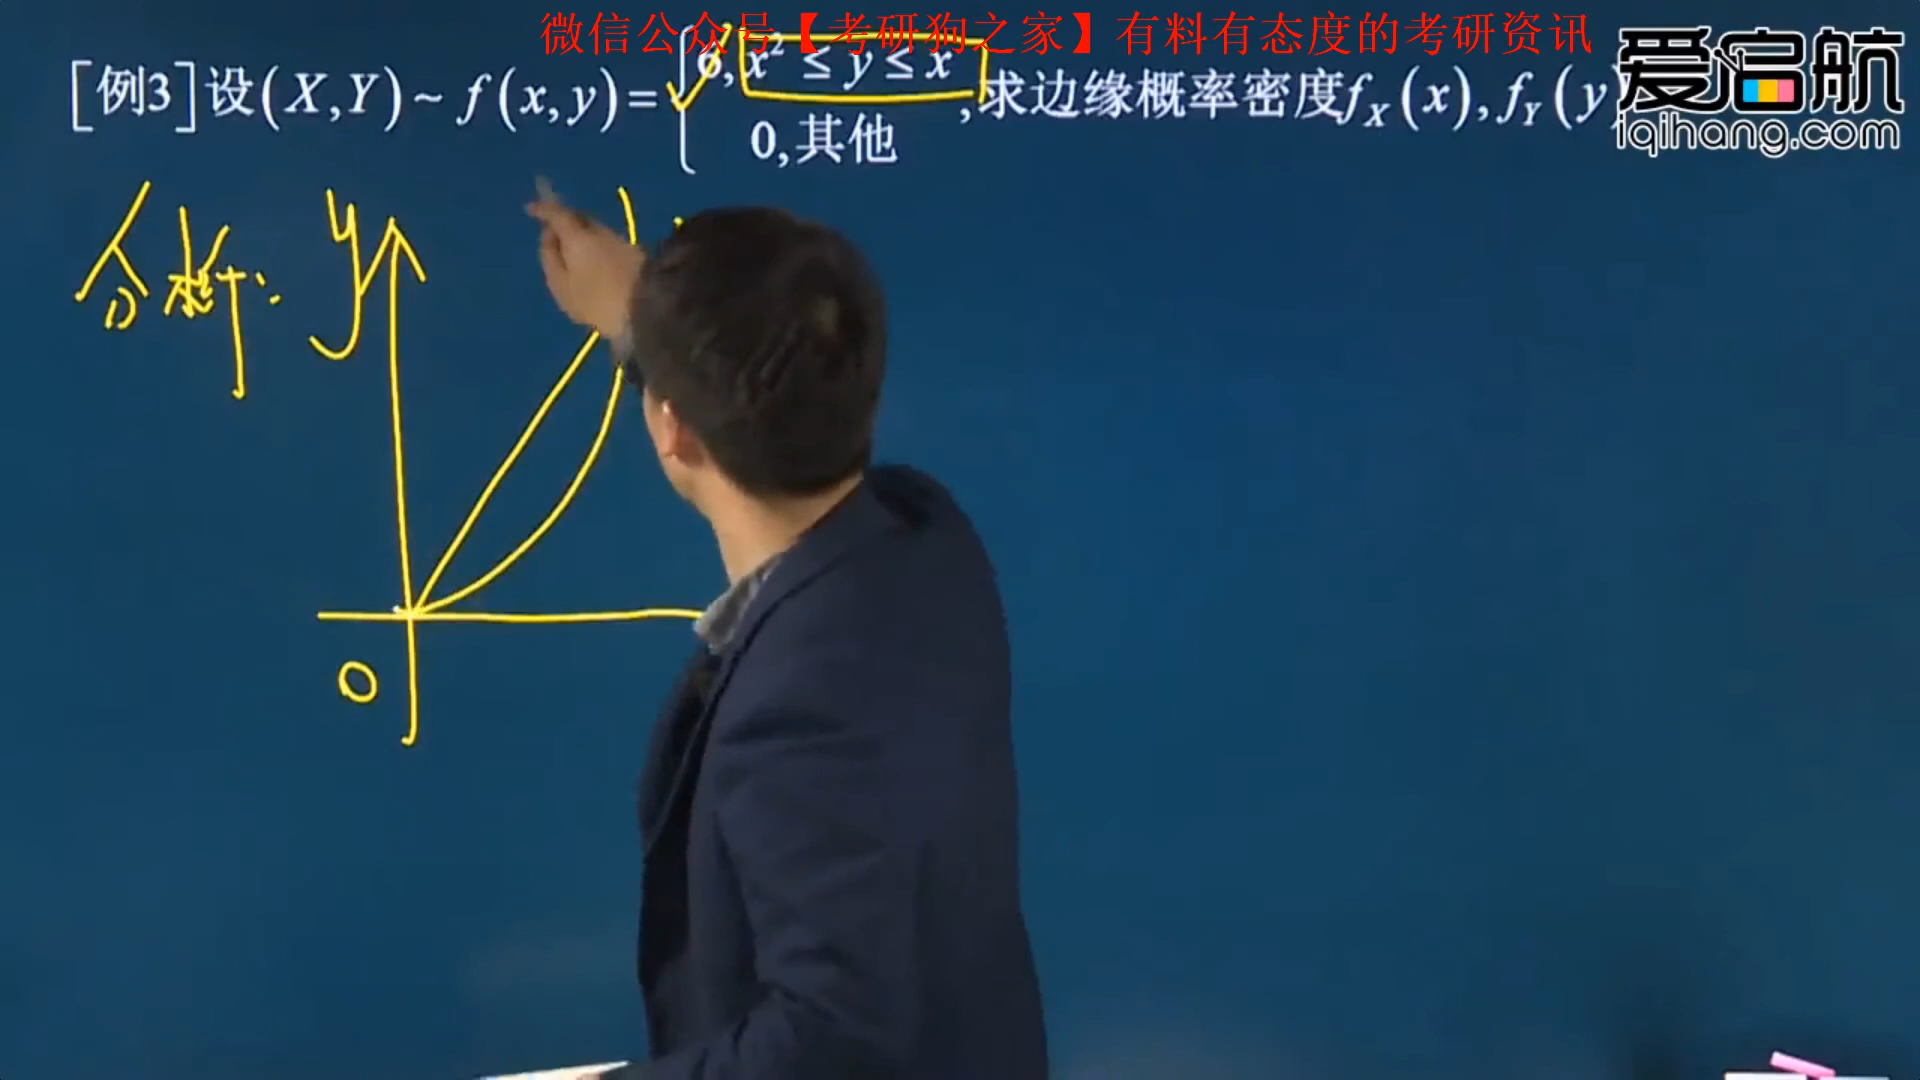 微信公众号【考研狗之家】有料有态度的考研资讯
爱启航
iqihang.com
[例3]设(X,Y)~f(x,y)={6,x²≤y≤x
0,其他
,求边缘概率密度f_X(x),f_Y(y)
分析:
y
0